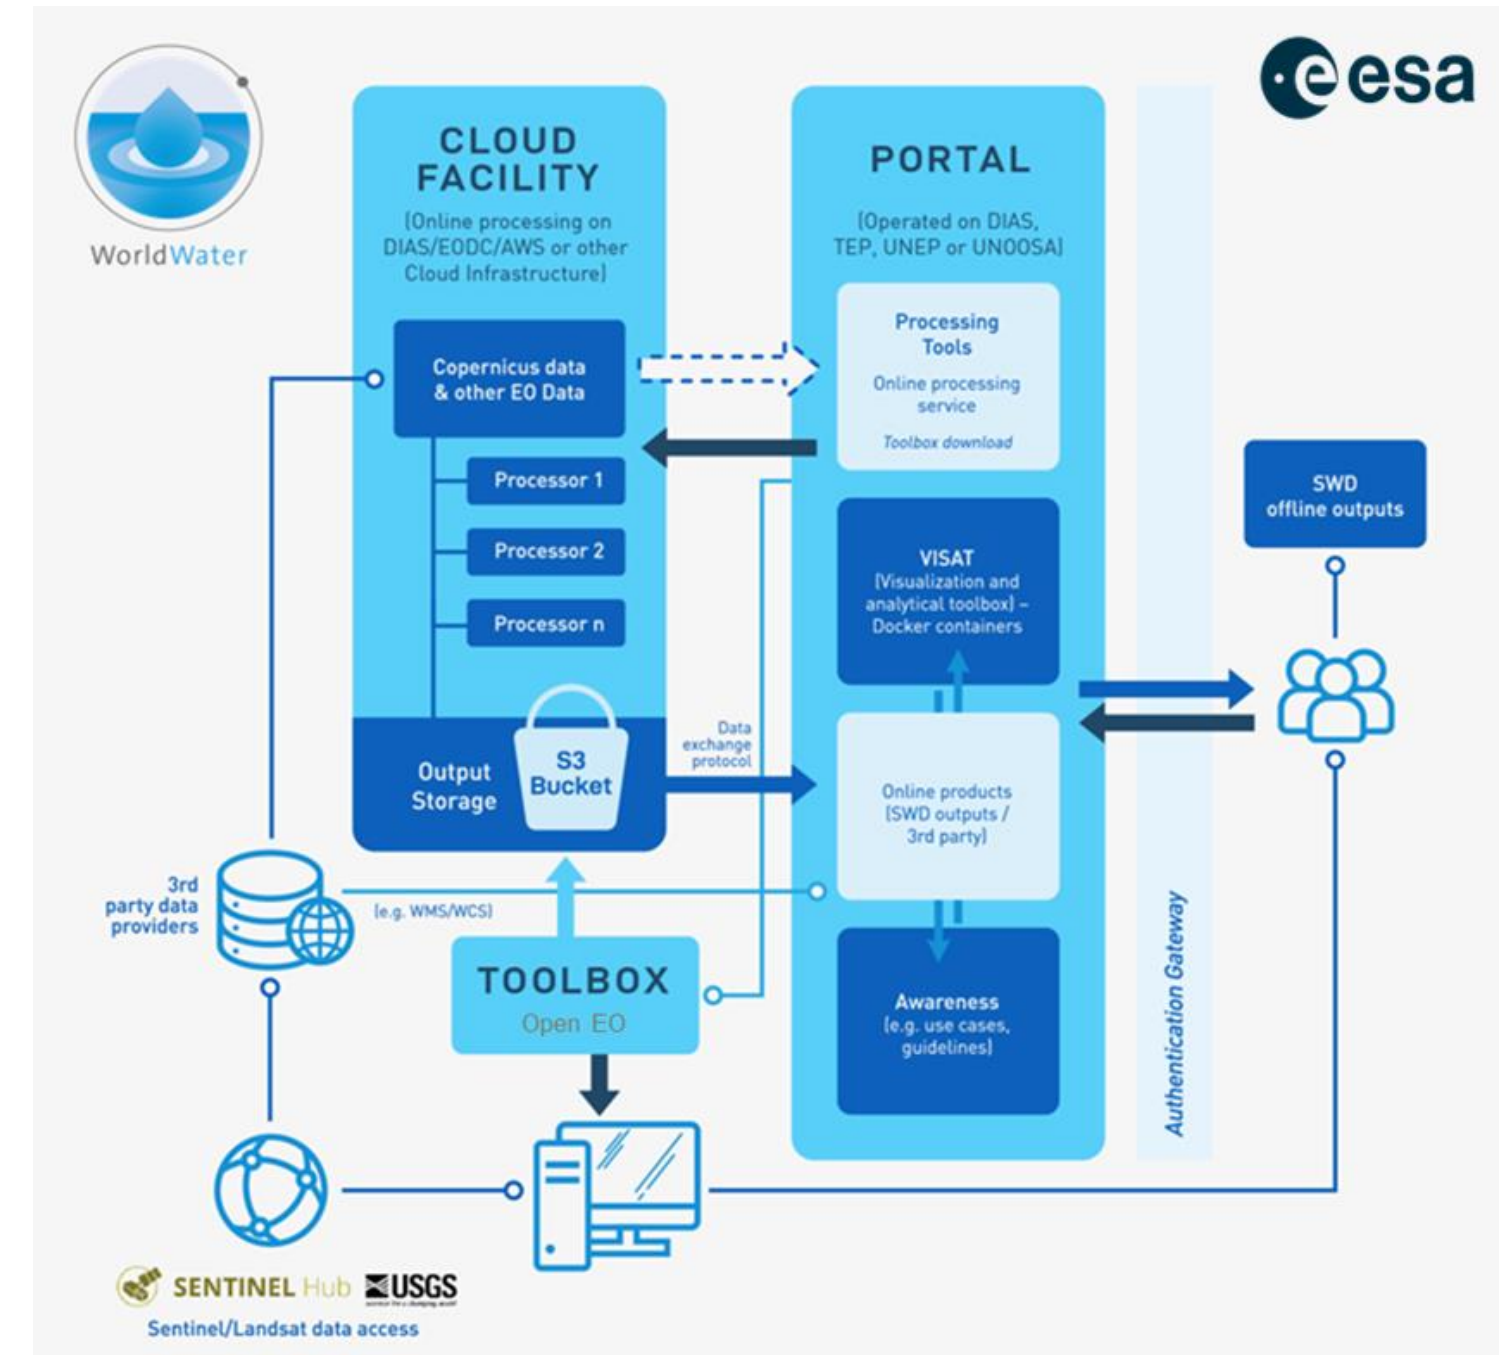 WorldWater
esa
CLOUD
FACILITY
(Online processing on
DIAS/EODC/AWS or other
Cloud Infrastructure)
Copernicus data
& other EO Data
Processor 1
Processor 2
Processor n
Output
Storage
S3
Bucket
Data
exchange
protocol
PORTAL
(Operated on DIAS,
TEP, UNEP or UNOOSA)
Processing
Tools
Online processing
service
Toolbox download
VISAT
(Visualization and
analytical toolbox) –
Docker containers
Online products
(SWD outputs /
3rd party)
Awareness
(e.g. use cases,
guidelines)
Authentication Gateway
SWD
offline outputs
3rd
party data
providers
(e.g. WMS/WCS)
TOOLBOX
Open EO
SENTINEL Hub
USGS
Sentinel/Landsat data access